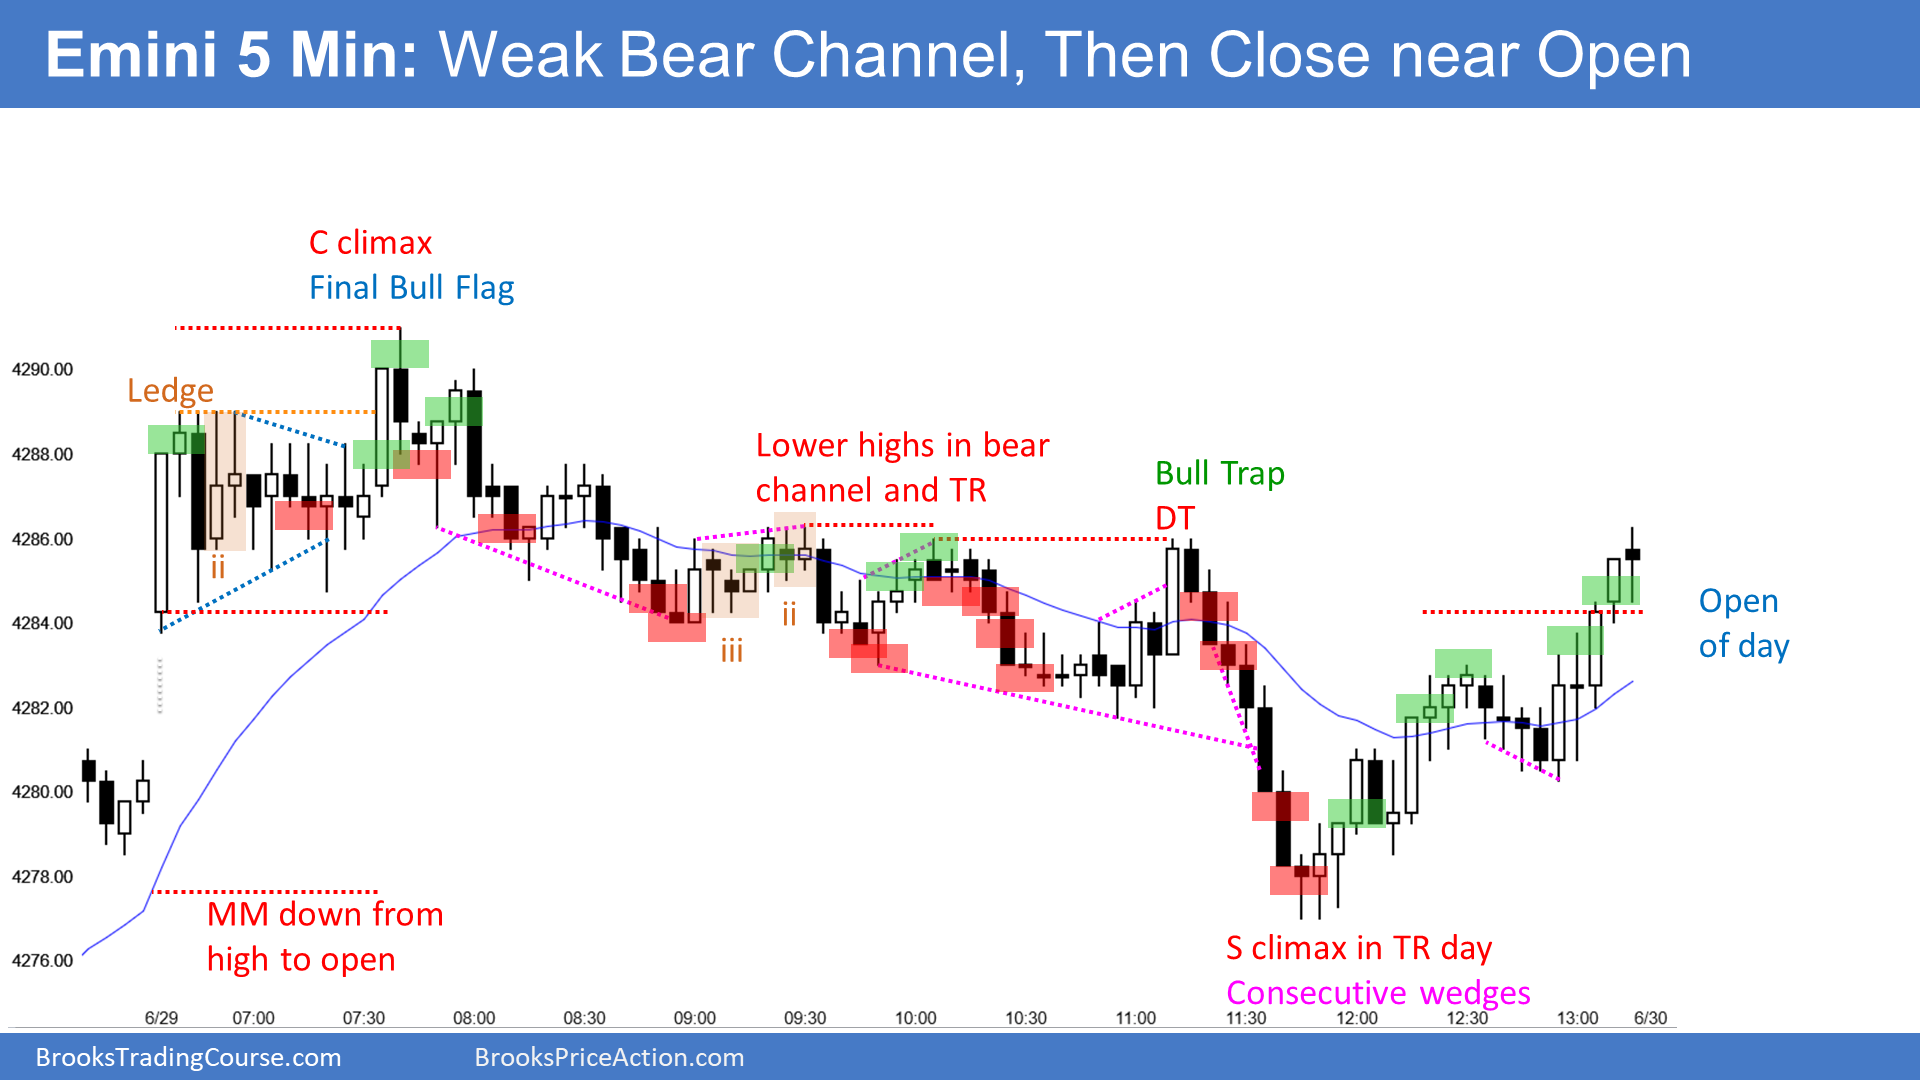 Emini 5 Min: Weak Bear Channel, Then Close near Open
C climax
Final Bull Flag
Ledge
ii
Lower highs in bear
channel and TR
iii
ii
Bull Trap
DT
Open
of day
MM down from
high to open
S climax in TR day
Consecutive wedges
4290.00
4288.00
4286.00
4284.00
4282.00
4280.00
4278.00
4276.00
6/29 07:00 07:30 08:00 08:30 09:00 09:30 10:00 10:30 11:00 11:30 12:00 12:30 13:00 6/30
BrooksTradingCourse.com BrooksPriceAction.com